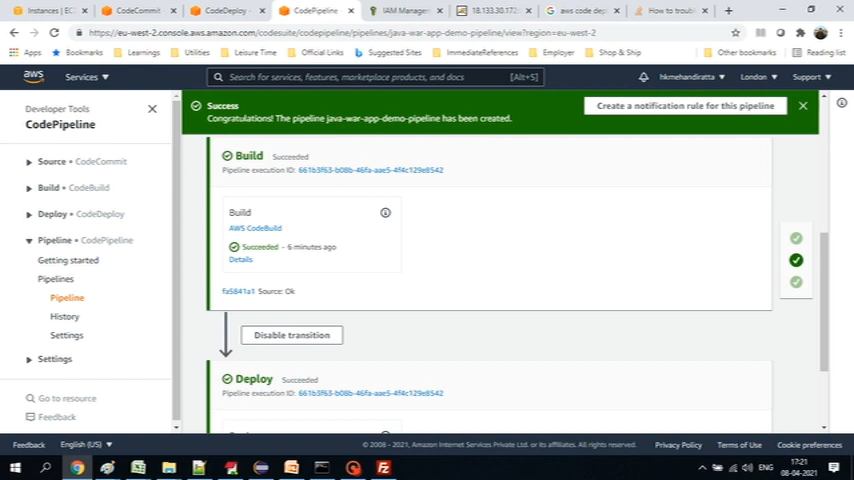 Instances | EC
CodeCommit
CodeDeploy -
CodePipeline
IAM Manager
18.133.30.172
aws code dep
How to troubl
https://eu-west-2.console.aws.amazon.com/codesuite/codepipeline/pipelines/java-war-app-demo-pipeline/view?region=eu-west-2
Apps
Bookmarks
Learnings
Utilities
Leisure Time
Official Links
Suggested Sites
ImmediateReferences
Employer
Shop & Ship
Other bookmarks
Reading list
aws
Services
Search for services, features, marketplace products, and docs
[Alt+S]
hkmehandiratta
London
Support
Developer Tools
CodePipeline
Source • CodeCommit
Build • CodeBuild
Deploy • CodeDeploy
Pipeline • CodePipeline
Getting started
Pipelines
Pipeline
History
Settings
Settings
Go to resource
Feedback
Success
Congratulations! The pipeline java-war-app-demo-pipeline has been created.
Create a notification rule for this pipeline
Build Succeeded
Pipeline execution ID: 661b3f63-b08b-46fa-aae5-4f4c129e8542
Build
AWS CodeBuild
Succeeded - 6 minutes ago
Details
fa5841a1 Source: Ok
Disable transition
Deploy Succeeded
Pipeline execution ID: 661b3f63-b08b-46fa-aae5-4f4c129e8542
Feedback
English (US)
© 2008 - 2021, Amazon Internet Services Private Ltd. or its affiliates. All rights reserved.
Privacy Policy
Terms of Use
Cookie preferences
ENG
17:21
08-04-2021